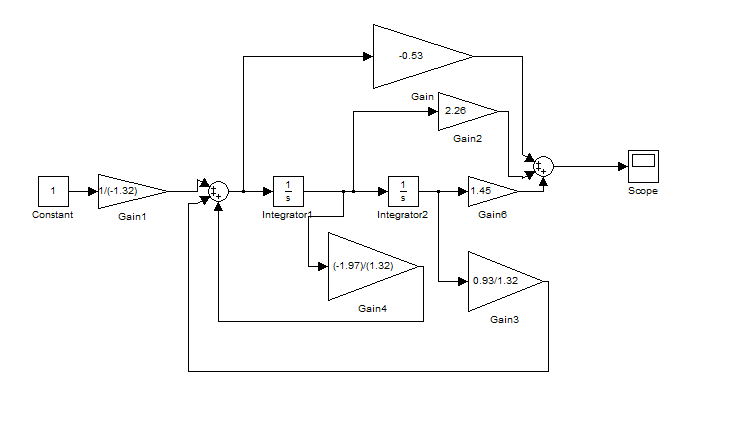 -0.53
Gain
2.26
Gain2
1
Constant
1/(-1.32)
Gain1
1
s
Integrator1
1
s
Integrator2
1.45
Gain6
Scope
(-1.97)/(1.32)
Gain4
0.93/1.32
Gain3